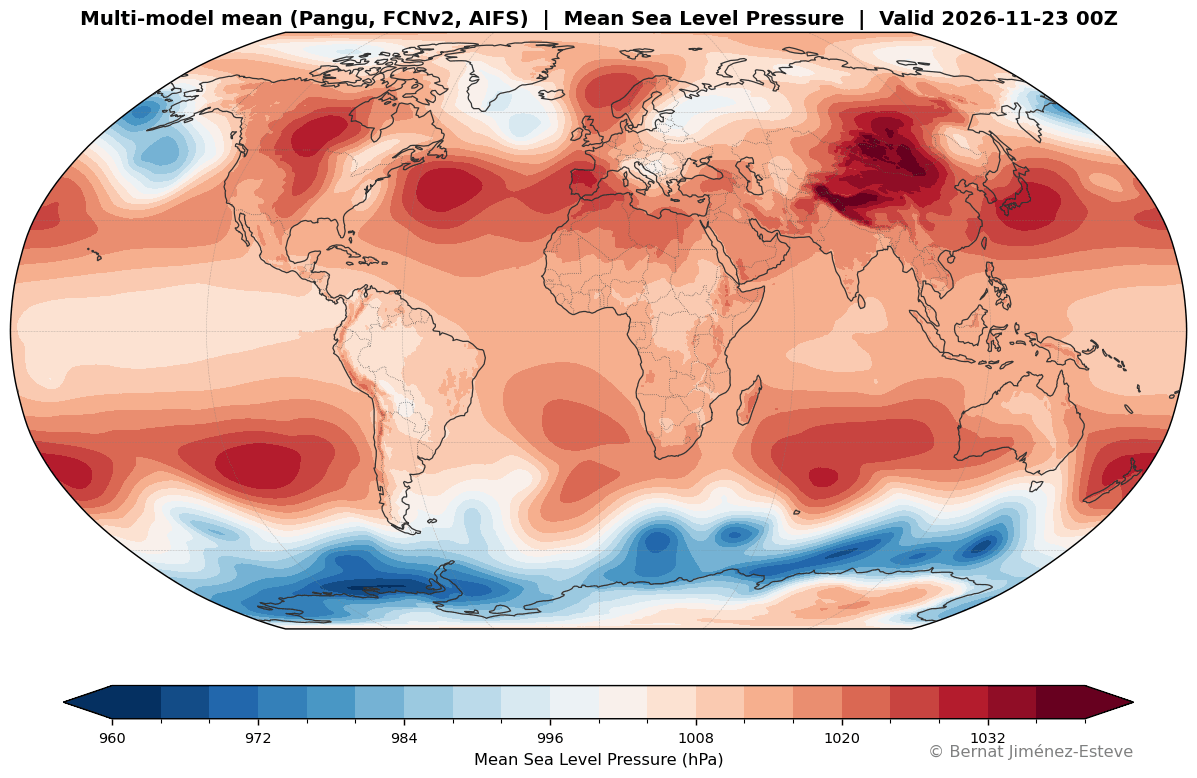 Multi-model mean (Pangu, FCNv2, AIFS)  |  Mean Sea Level Pressure  |  Valid 2026-11-23 00Z
960 972 984 996 1008 1020 1032
Mean Sea Level Pressure (hPa)
© Bernat Jiménez-Esteve